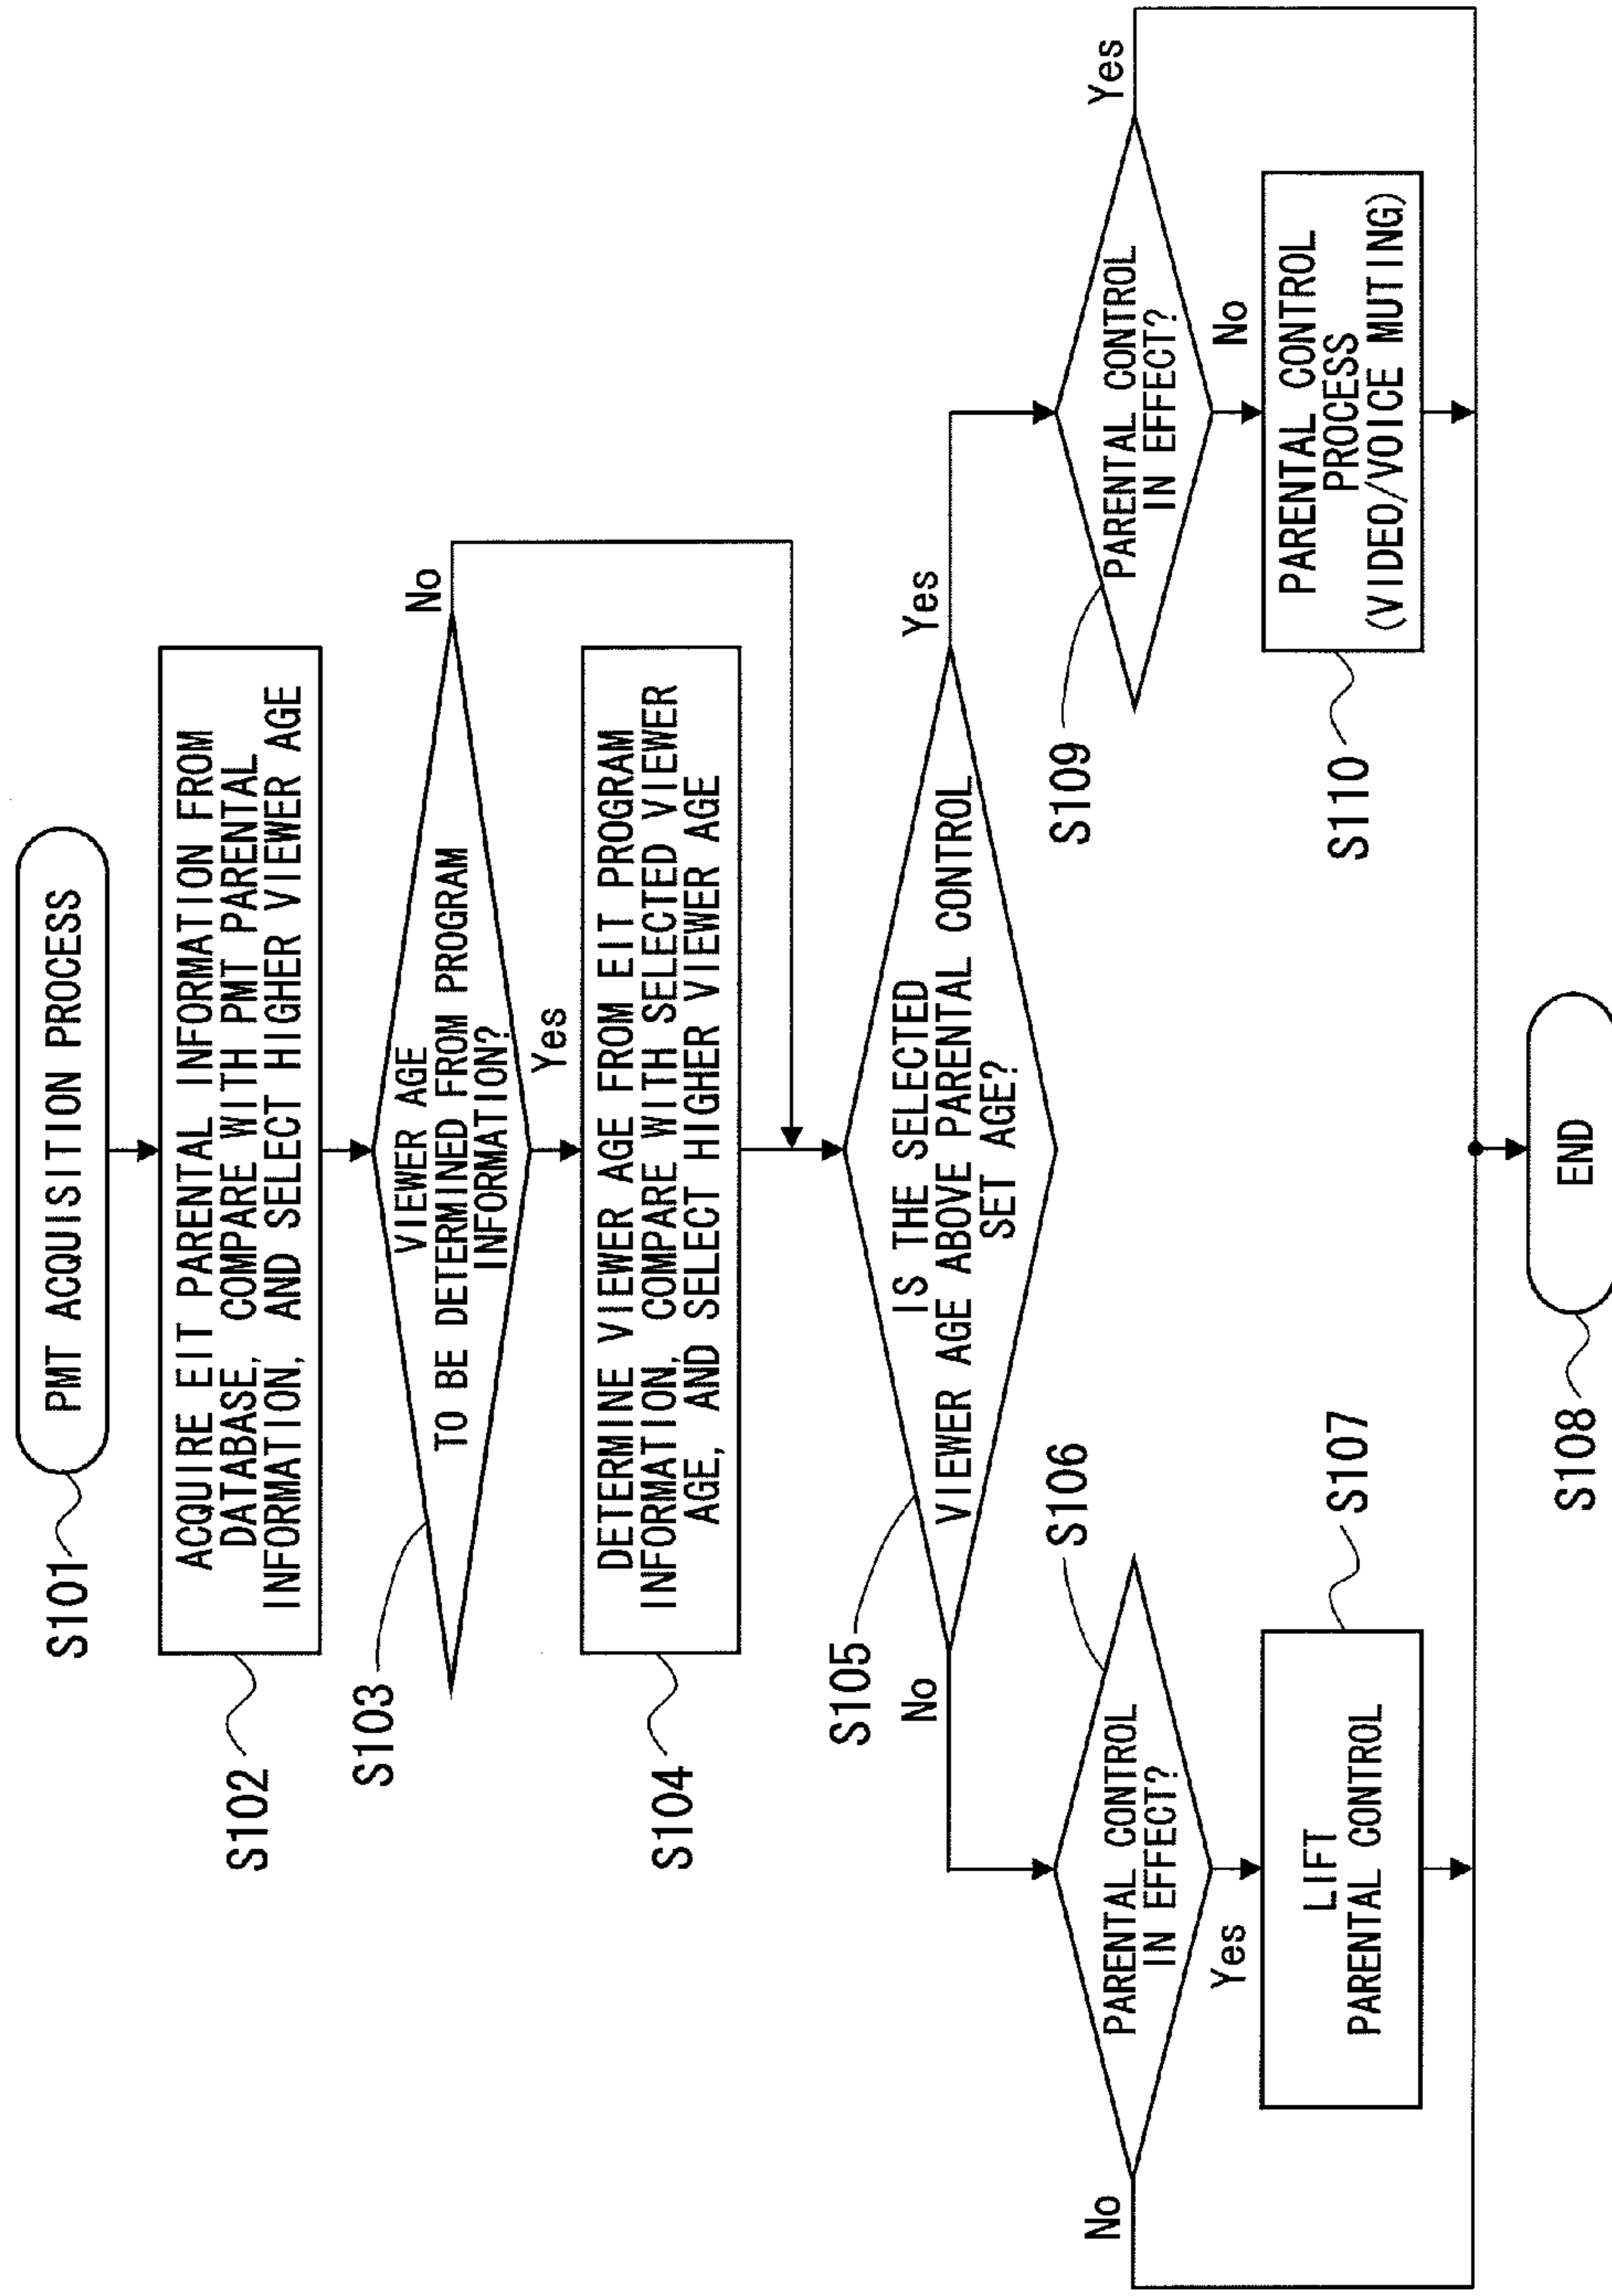 PMT ACQUISITION PROCESS
S101
ACQUIRE EIT PARENTAL INFORMATION FROM
DATABASE, COMPARE WITH PMT PARENTAL
INFORMATION, AND SELECT HIGHER VIEWER AGE
S102
VIEWER AGE
TO BE DETERMINED FROM PROGRAM
INFORMATION?
S103
No
Yes
DETERMINE VIEWER AGE FROM EIT PROGRAM
INFORMATION, COMPARE WITH SELECTED VIEWER
AGE, AND SELECT HIGHER VIEWER AGE
S104
IS THE SELECTED
VIEWER AGE ABOVE PARENTAL CONTROL
SET AGE?
S105
No
Yes
PARENTAL CONTROL
IN EFFECT?
S106
No
Yes
LIFT
PARENTAL CONTROL
S107
PARENTAL CONTROL
IN EFFECT?
S109
Yes
No
PARENTAL CONTROL
PROCESS
(VIDEO/VOICE MUTING)
S110
END
S108